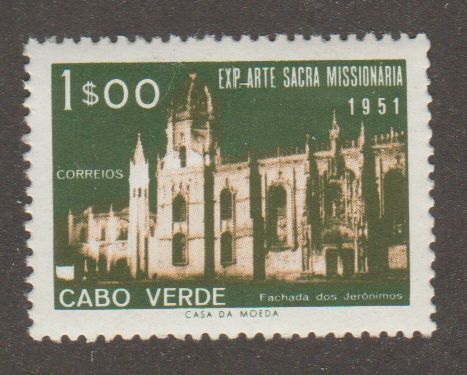 1$00
EXP. ARTE SACRA MISSIONÁRIA
1951
CORREIOS
CABO VERDE
Fachada dos Jerónimos
CASA DA MOEDA